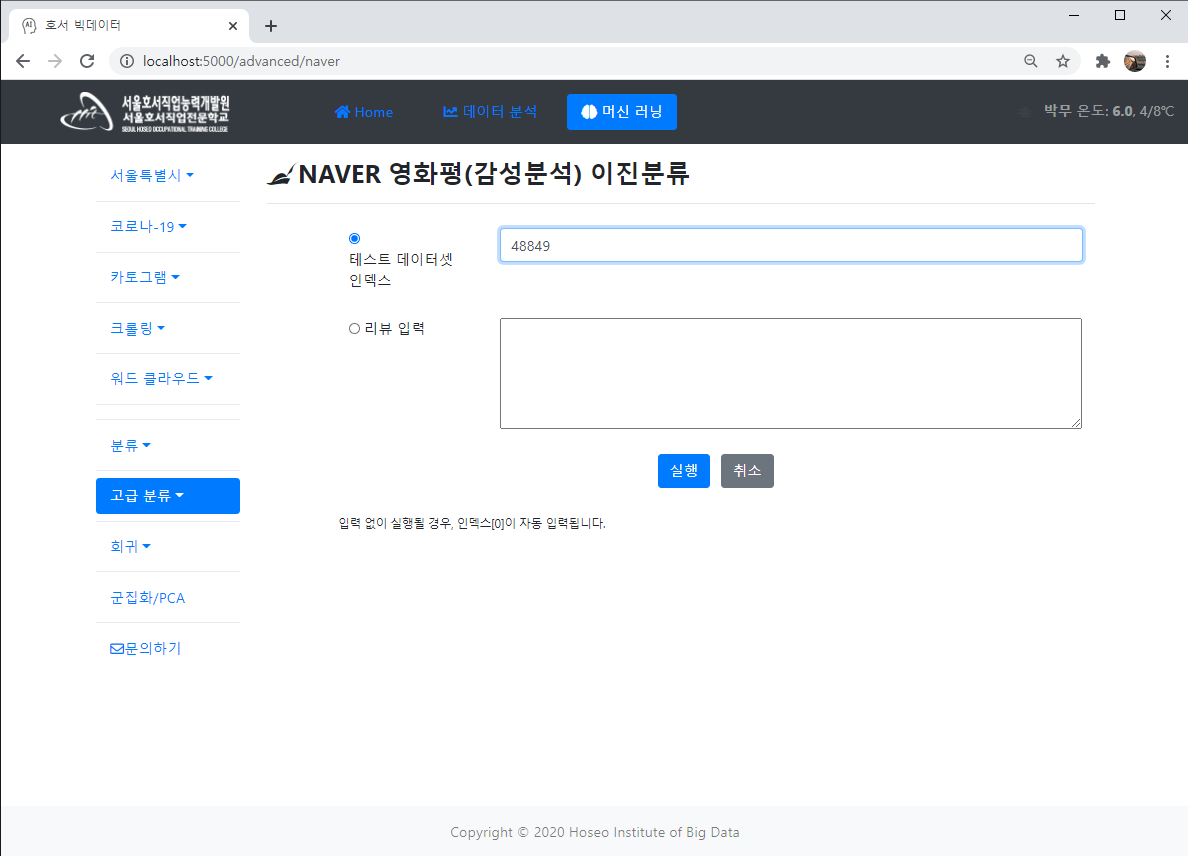 호서 빅데이터
localhost:5000/advanced/naver
서울호서직업능력개발원
서울호서직업전문학교
SEOUL HOSEO OCCUPATIONAL TRAINING COLLEGE
Home
데이터 분석
머신 러닝
박무 온도: 6.0, 4/8℃
서울특별시
코로나-19
카토그램
크롤링
워드 클라우드
분류
고급 분류
회귀
군집화/PCA
문의하기
NAVER 영화평(감성분석) 이진분류
테스트 데이터셋
인덱스
48849
리뷰 입력
실행
취소
입력 없이 실행될 경우, 인덱스[0]이 자동 입력됩니다.
Copyright © 2020 Hoseo Institute of Big Data